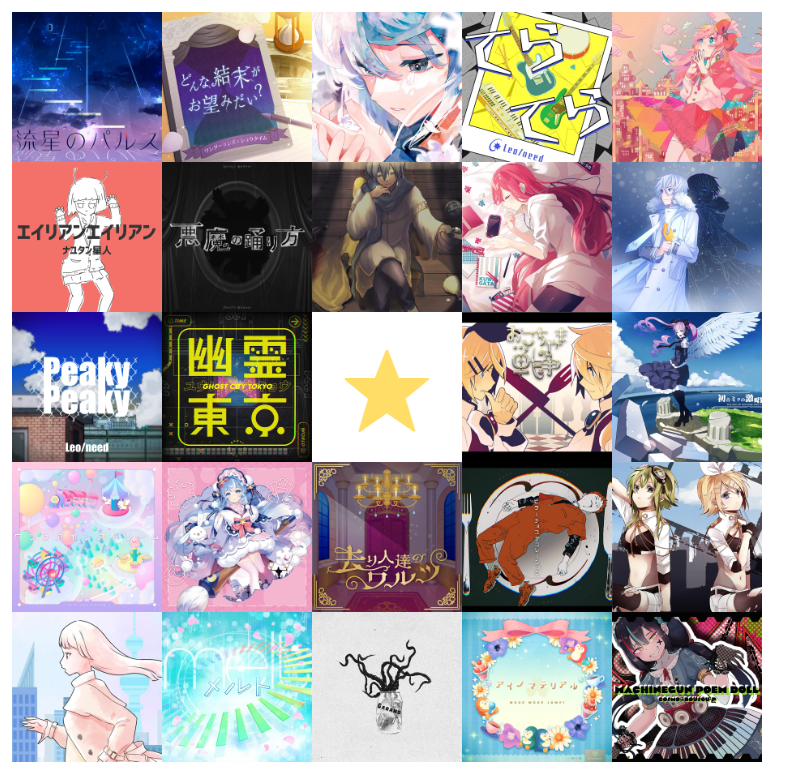 流星のパルス
どんな結末が
お望みだい?
ワンダーランズ×ショウタイム
てらてら
Leo/need
エイリアンエイリアン
ナユタン星人
悪魔の踊り方
Peaky
Peaky
Leo/need
幽霊
GHOST CITY TOKYO
東京
おこちゃま戦争
初音ミクの激唱
去り人達の
ワルツ
melt
メルト
アイノマテリアル
MORE MORE JUMP!
MACHINEGUN POEM DOLL
COSMO@BOUSOU-P